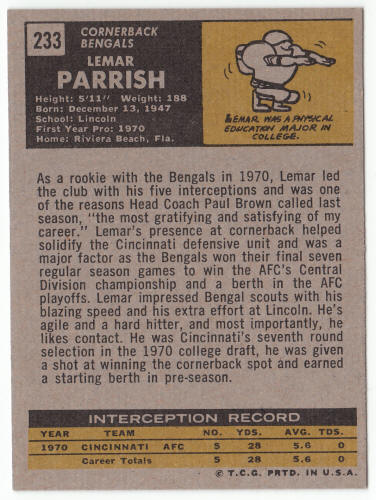 233
CORNERBACK
BENGALS
LEMAR
PARRISH
Height: 5'11" Weight: 188
Born: December 13, 1947
School: Lincoln
First Year Pro: 1970
Home: Riviera Beach, Fla.
LEMAR WAS A PHYSICAL
EDUCATION MAJOR IN
COLLEGE.
As a rookie with the Bengals in 1970, Lemar led
the club with his five interceptions and was one
of the reasons Head Coach Paul Brown called last
season, "the most gratifying and satisfying of my
career." Lemar's presence at cornerback helped
solidify the Cincinnati defensive unit and was a
major factor as the Bengals won their final seven
regular season games to win the AFC's Central
Division championship and a berth in the AFC
playoffs. Lemar impressed Bengal scouts with his
blazing speed and his extra effort at Lincoln. He's
agile and a hard hitter, and most importantly, he
likes contact. He was Cincinnati's seventh round
selection in the 1970 college draft, he was given
a shot at winning the cornerback spot and earned
a starting berth in pre-season.
INTERCEPTION RECORD
YEAR TEAM NO. YDS. AVG. TDS.
1970 CINCINNATI AFC 5 28 5.6 0
Career Totals 5 28 5.6 0
© T.C.G. PRTD. IN U.S.A.